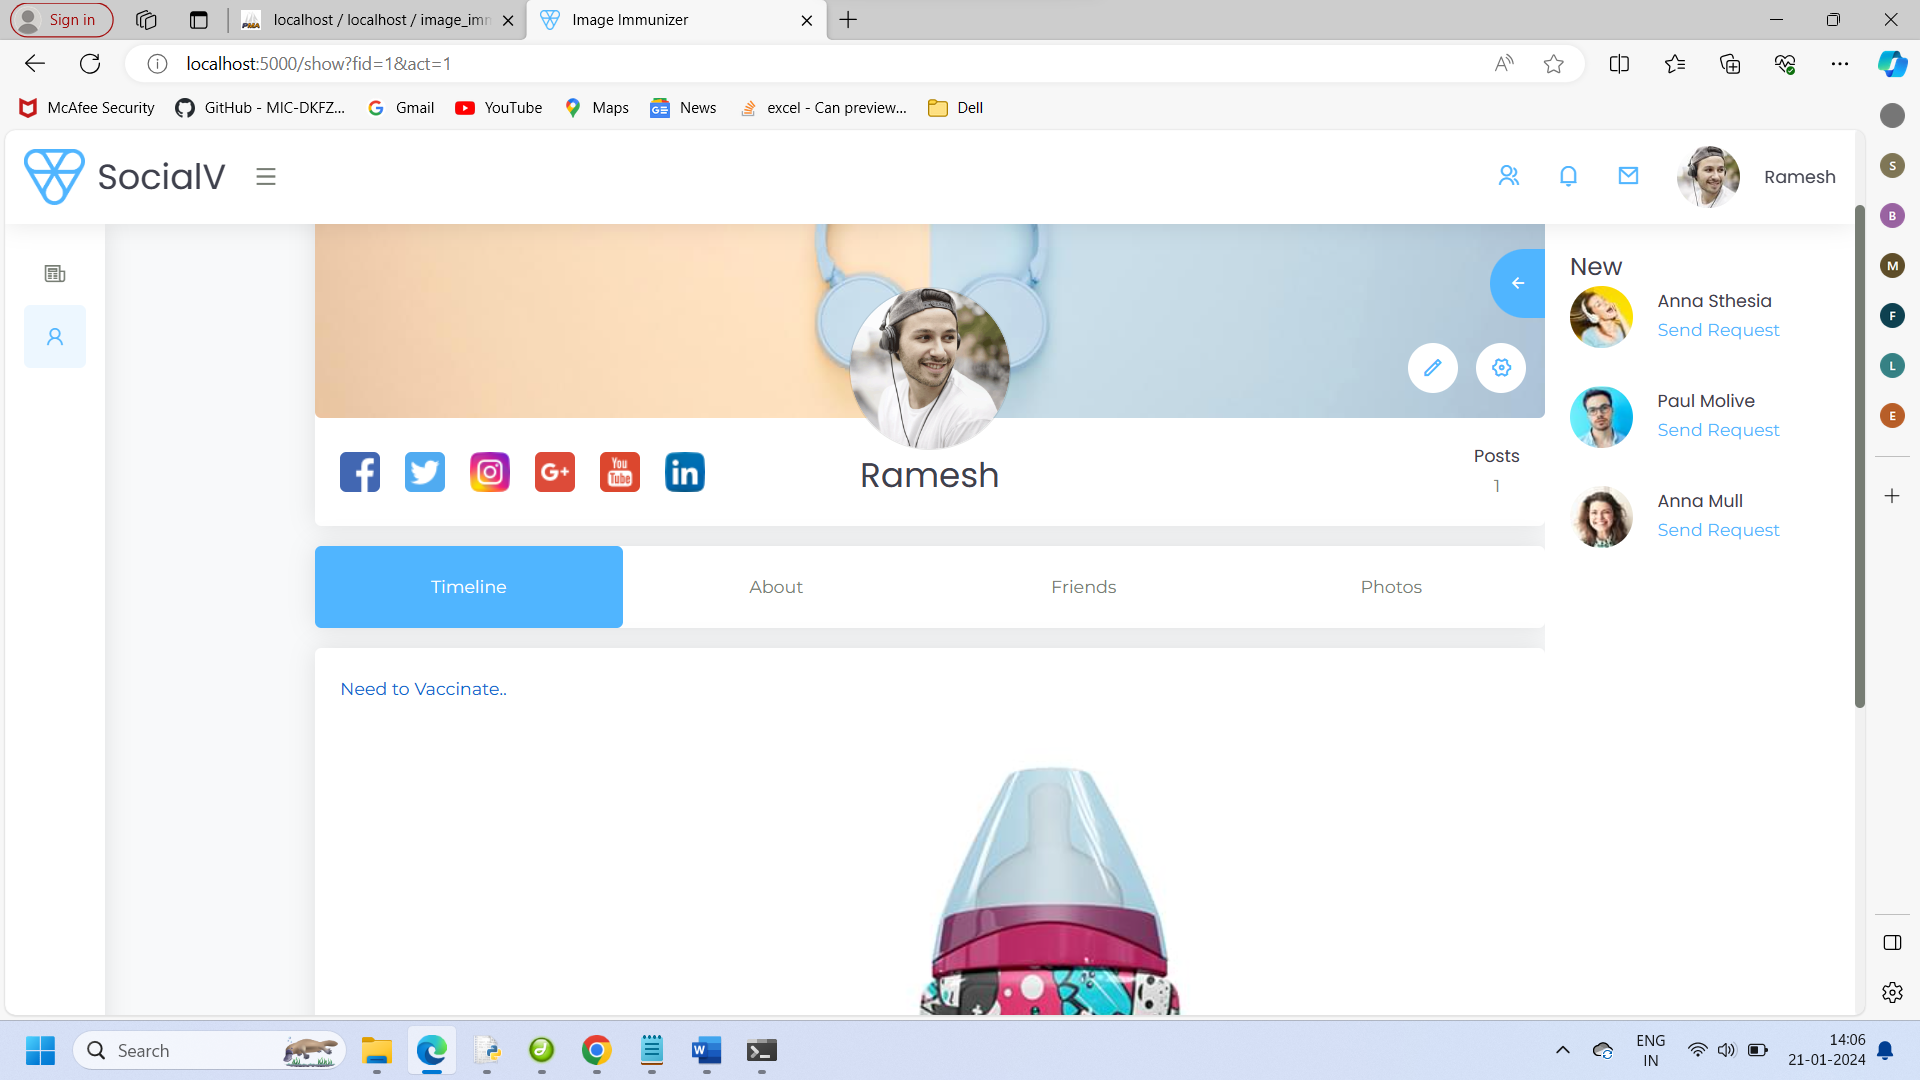 Sign in
PMA
localhost / localhost / image_imn
Image Immunizer
localhost:5000/show?fid=1&act=1
McAfee Security
GitHub - MIC-DKFZ...
Gmail
YouTube
Maps
News
excel - Can preview...
Dell
SocialV
Ramesh
New
Anna Sthesia
Send Request
Paul Molive
Send Request
Anna Mull
Send Request
Ramesh
Posts
1
Timeline
About
Friends
Photos
Need to Vaccinate..
S
B
M
F
L
E
Search
ENG
IN
14:06
21-01-2024